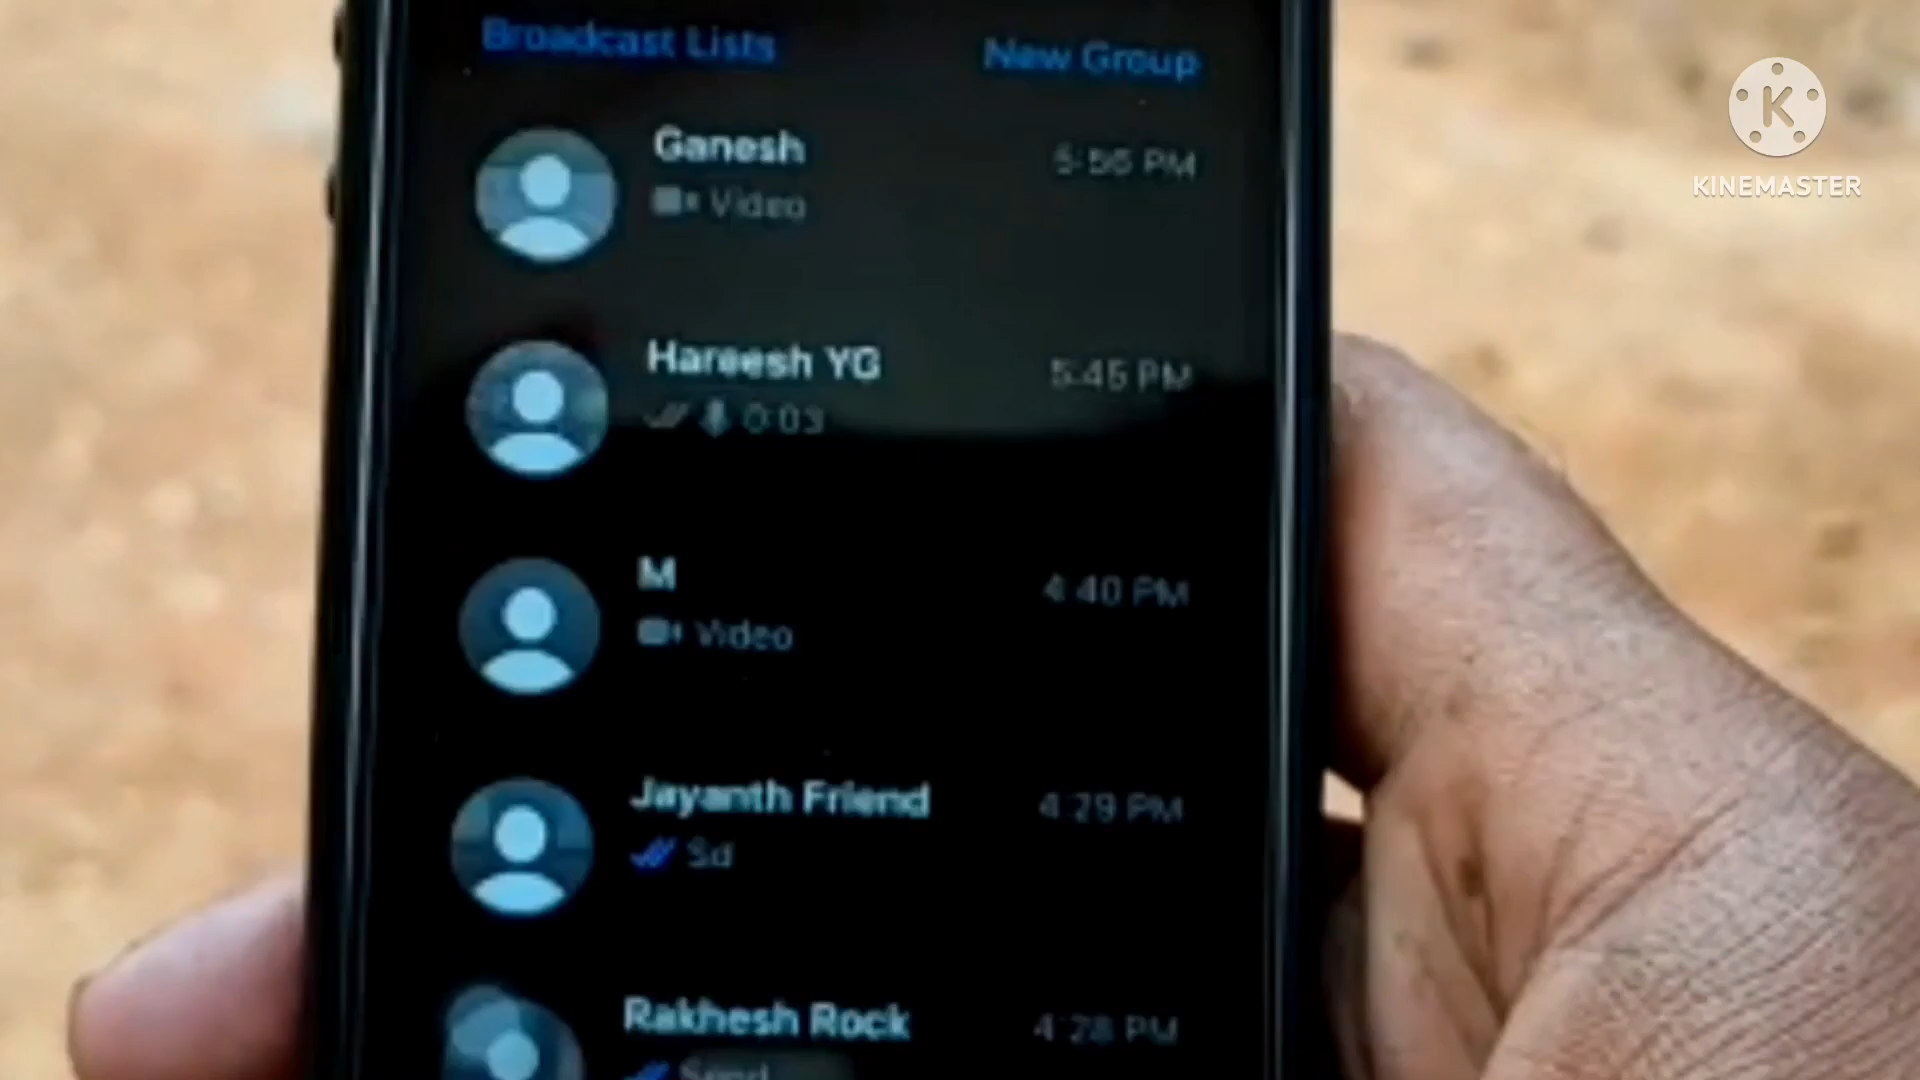 Broadcast Lists
New Group
Ganesh
5:56 PM
Video
Hareesh YG
5:45 PM
0:03
M
4:40 PM
Video
Jayanth Friend
4:29 PM
Sd
Rakhesh Rock
4:28 PM
Send
K
KINEMASTER